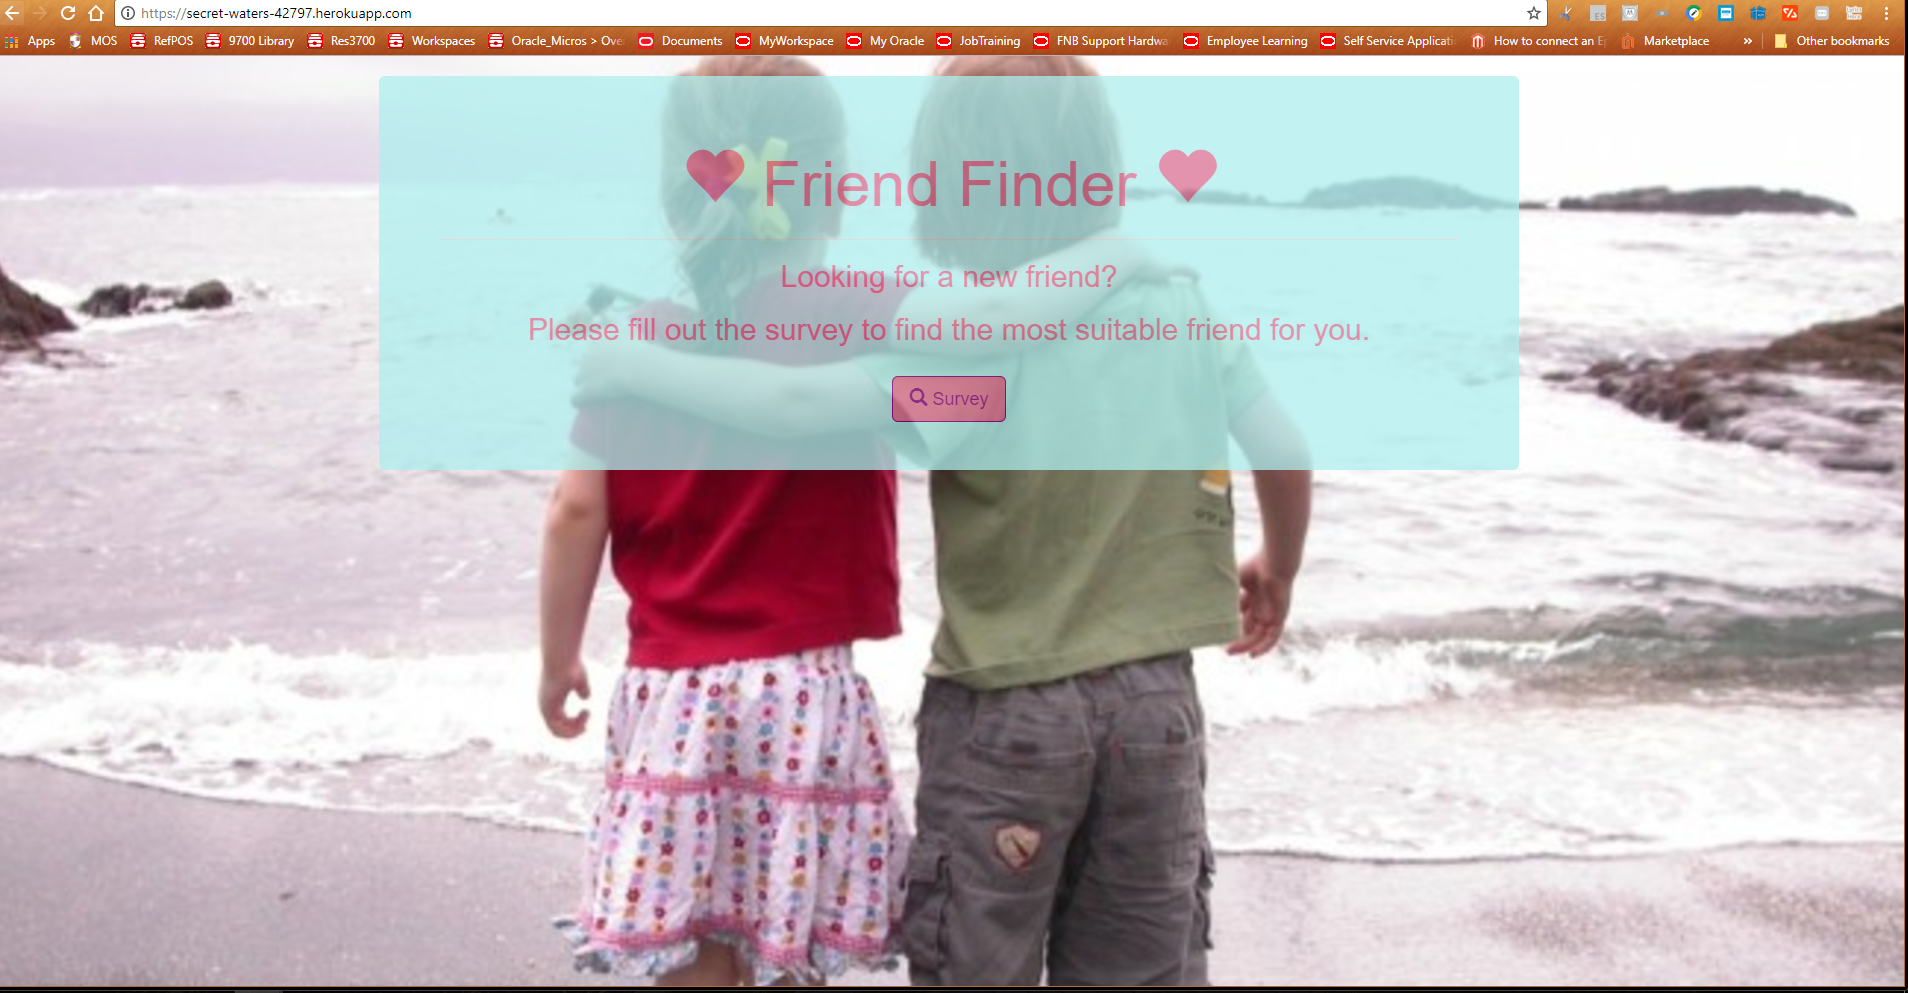 https://secret-waters-42797.herokuapp.com
Apps MOS RefPOS 9700 Library Res3700 Workspaces Oracle_Micros > Ove Documents MyWorkspace My Oracle JobTraining FNB Support Hardwa Employee Learning Self Service Applicati How to connect an E Marketplace » Other bookmarks
Friend Finder
Looking for a new friend?
Please fill out the survey to find the most suitable friend for you.
Survey